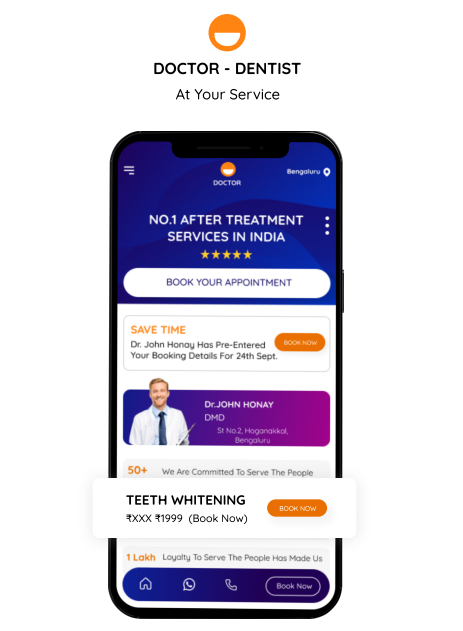 DOCTOR - DENTIST
At Your Service
DOCTOR
Bengaluru
NO.1 AFTER TREATMENT
SERVICES IN INDIA
BOOK YOUR APPOINTMENT
SAVE TIME
Dr. John Honay Has Pre-Entered
Your Booking Details For 24th Sept.
BOOK NOW
Dr.JOHN HONAY
DMD
St No.2, Hoganakkal,
Bengaluru
50+
We Are Committed To Serve The People
TEETH WHITENING
₹XXX ₹1999 (Book Now)
BOOK NOW
1 Lakh
Loyalty To Serve The People Has Made Us
Book Now